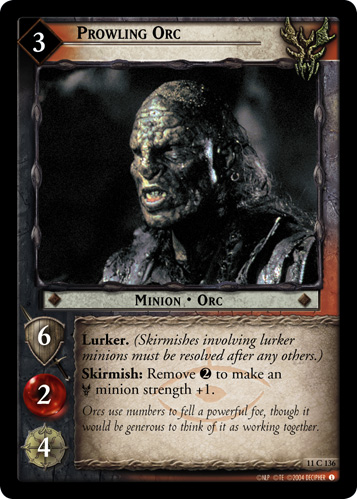 3
Prowling Orc
Minion • Orc
6
Lurker. (Skirmishes involving lurker
minions must be resolved after any others.)
Skirmish: Remove 2 to make an
minion strength +1.
2
Orcs use numbers to fell a powerful foe, though it
would be generous to think of it as working together.
4
11 C 136
©NLP ©TE ©2004 DECIPHER